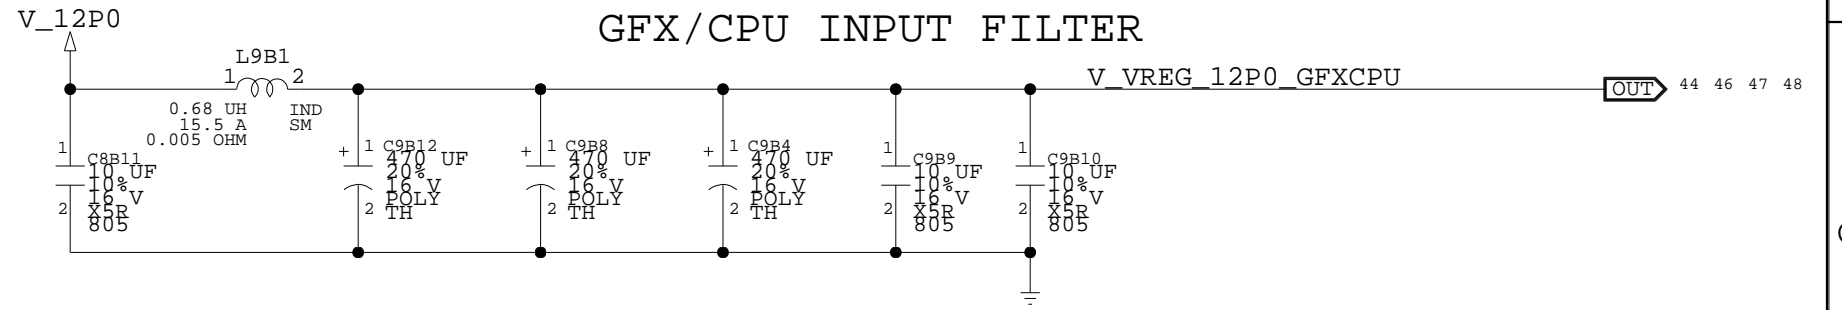 V_12P0
GFX/CPU INPUT FILTER
L9B1
1 2
V_VREG_12P0_GFXCPU
OUT 44 46 47 48
0.68 UH IND
15.5 A SM
0.005 OHM
1
C8B11
10 UF
10%
16 V
X5R
805
2
+ 1 C9B12
470 UF
20%
16 V
POLY
TH
2
+ 1 C9B8
470 UF
20%
16 V
POLY
TH
2
+ 1 C9B4
470 UF
20%
16 V
POLY
TH
2
1
C9B9
10 UF
10%
16 V
X5R
805
2
1
C9B10
10 UF
10%
16 V
X5R
805
2